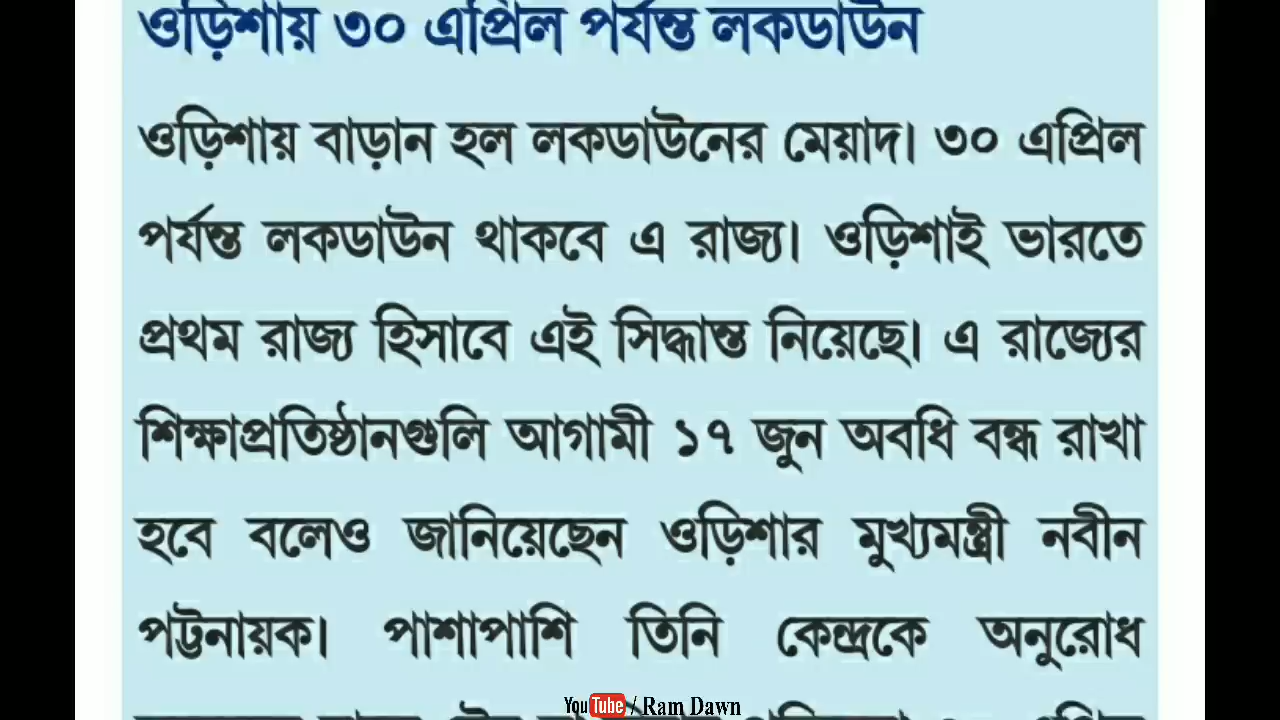 ওড়িশায় ৩০ এপ্রিল পর্যন্ত লকডাউন
ওড়িশায় বাড়ান হল লকডাউনের মেয়াদ। ৩০ এপ্রিল
পর্যন্ত লকডাউন থাকবে এ রাজ্য। ওড়িশাই ভারতে
প্রথম রাজ্য হিসাবে এই সিদ্ধান্ত নিয়েছে। এ রাজ্যের
শিক্ষাপ্রতিষ্ঠানগুলি আগামী ১৭ জুন অবধি বন্ধ রাখা
হবে বলেও জানিয়েছেন ওড়িশার মুখ্যমন্ত্রী নবীন
পট্টনায়ক। পাশাপাশি তিনি কেন্দ্রকে অনুরোধ
YouTube / Ram Dawn